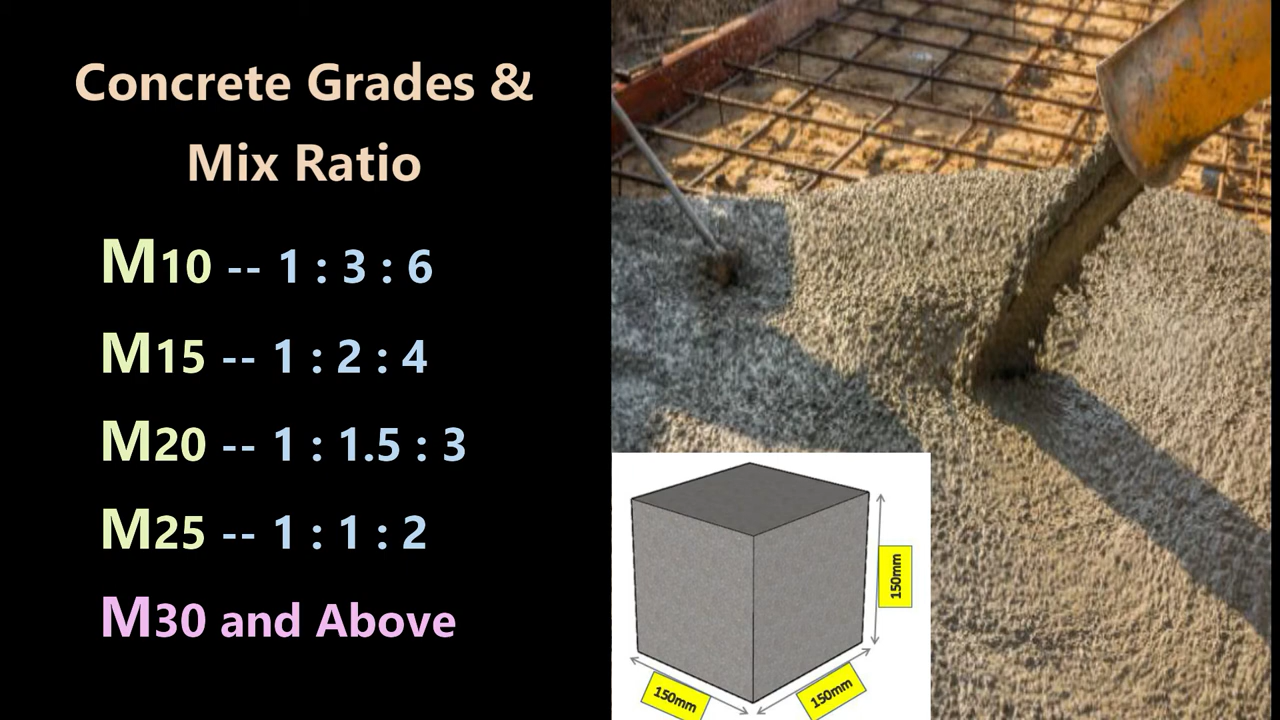 Concrete Grades &
Mix Ratio
M10 -- 1 : 3 : 6
M15 -- 1 : 2 : 4
M20 -- 1 : 1.5 : 3
M25 -- 1 : 1 : 2
M30 and Above
150mm
150mm
150mm